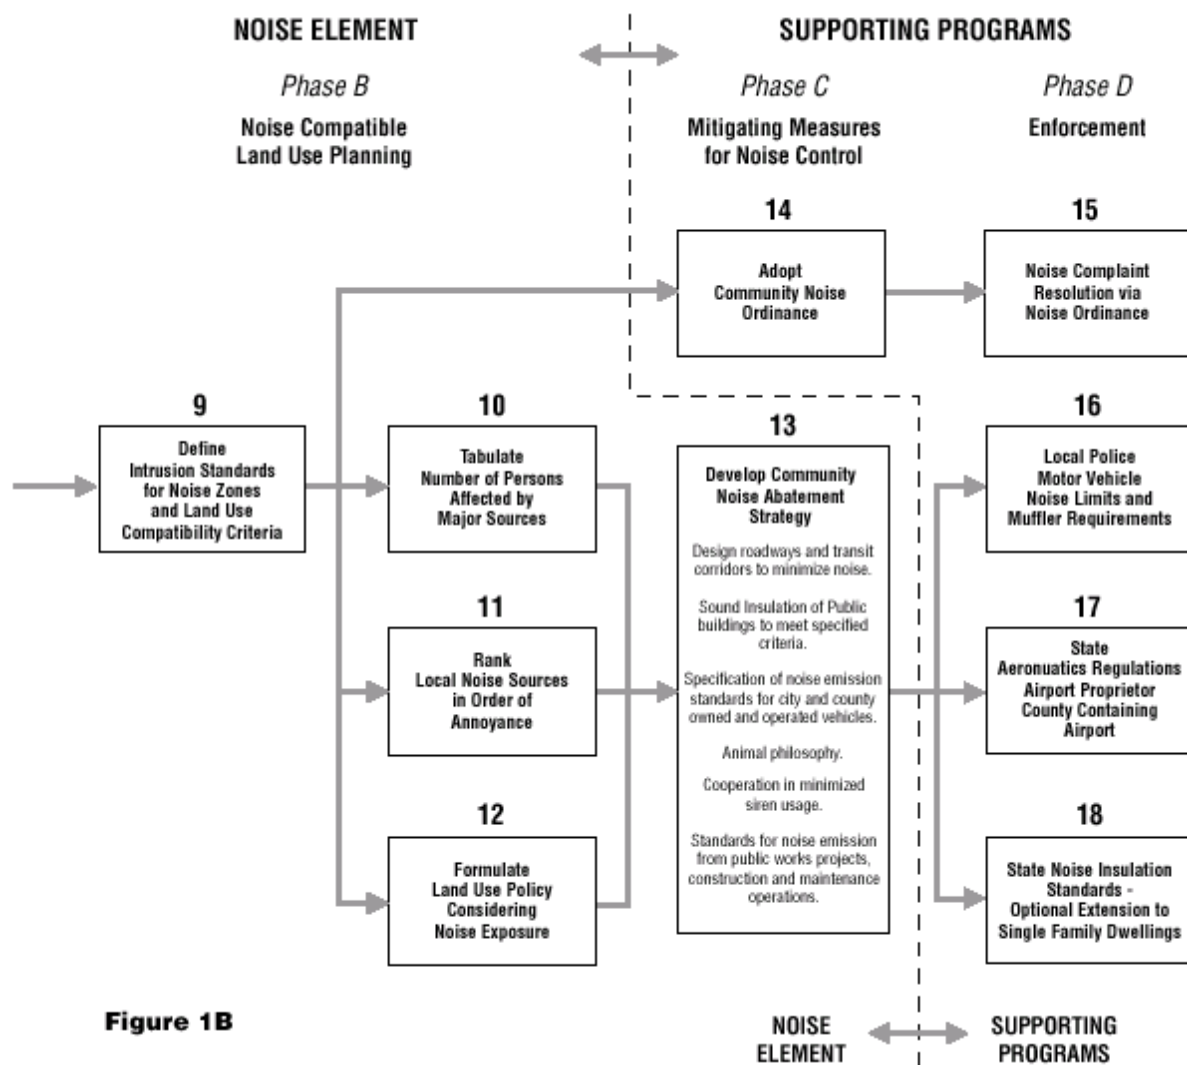 NOISE ELEMENT
SUPPORTING PROGRAMS
Phase B
Noise Compatible
Land Use Planning
Phase C
Mitigating Measures
for Noise Control
Phase D
Enforcement
14
Adopt
Community Noise
Ordinance
15
Noise Complaint
Resolution via
Noise Ordinance
9
Define
Intrusion Standards
for Noise Zones
and Land Use
Compatibility Criteria
10
Tabulate
Number of Persons
Affected by
Major Sources
11
Rank
Local Noise Sources
in Order of
Annoyance
12
Formulate
Land Use Policy
Considering
Noise Exposure
13
Develop Community
Noise Abatement
Strategy
Design roadways and transit
corridors to minimize noise.
Sound Insulation of Public
buildings to meet specified
criteria.
Specification of noise emission
standards for city and county
owned and operated vehicles.
Animal philosophy.
Cooperation in minimized
siren usage.
Standards for noise emission
from public works projects,
construction and maintenance
operations.
16
Local Police
Motor Vehicle
Noise Limits and
Muffler Requirements
17
State
Aeronuatics Regulations
Airport Proprietor
County Containing
Airport
18
State Noise Insulation
Standards -
Optional Extension to
Single Family Dwellings
Figure 1B
NOISE
ELEMENT
SUPPORTING
PROGRAMS